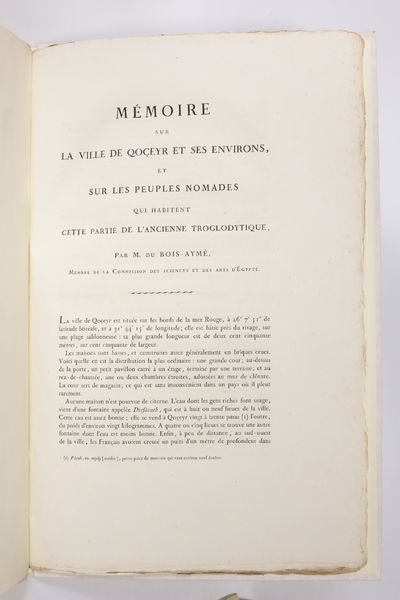 MÉMOIRE
SUR
LA VILLE DE QOÇEYR ET SES ENVIRONS,
ET
SUR LES PEUPLES NOMADES
QUI HABITENT
CETTE PARTIE DE L'ANCIENNE TROGLODYTIQUE,
PAR M. DU BOIS-AYMÉ,
MEMBRE DE LA COMMISSION DES SCIENCES ET DES ARTS D'ÉGYPTE.
LA ville de Qoçeyr est située sur les bords de la mer Rouge, à 26° 7′ 51″ de
latitude boréale, et à 31° 44′ 15″ de longitude; elle est bâtie près du rivage, sur
une plage sablonneuse : sa plus grande longueur est de deux cent cinquante
mètres, sur cent cinquante de largeur.
Les maisons sont basses, et construites assez généralement en briques crues.
Voici quelle en est la distribution la plus ordinaire : une grande cour; au-dessus
de la porte, un petit pavillon carré à un étage, terminé par une terrasse; et au
rez-de-chaussée, une ou deux chambres étroites, adossées au mur de clôture.
La cour sert de magasin, ce qui est sans inconvénient dans un pays où il pleut
rarement.
Aucune maison n'est pourvue de citerne. L'eau dont les gens riches font usage,
vient d'une fontaine appelée qui est à huit ou neuf lieues de la ville.
Cette eau est assez bonne : elle se vend à Qoçeyr vingt à trente paras (1) l'outre,
du poids d'environ vingt kilogrammes. A quatre ou cinq lieues se trouve une autre
fontaine dont l'eau est moins bonne. Enfin, à peu de distance, au sud-ouest
de la ville, les Français avoient creusé un puits d'un mètre de profondeur dans
(1) petite pièce de monnoie qui vaut environ neuf deniers.